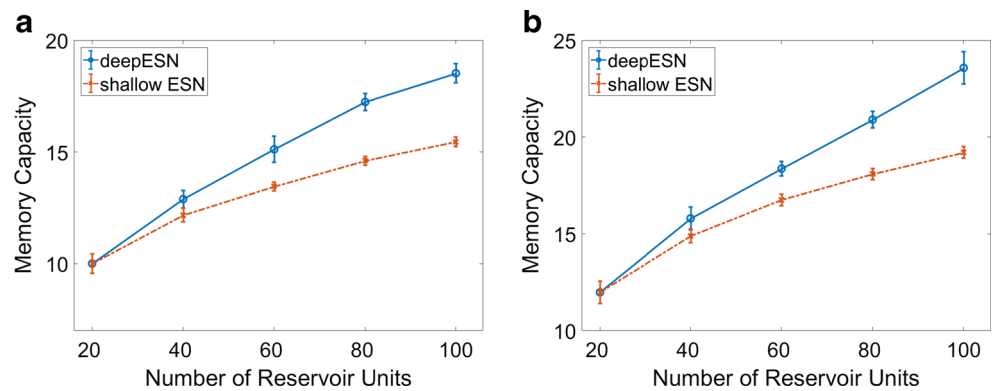 a
20
15
10
Memory Capacity
deepESN
shallow ESN
20 40 60 80 100
Number of Reservoir Units
b
25
20
15
10
Memory Capacity
deepESN
shallow ESN
20 40 60 80 100
Number of Reservoir Units